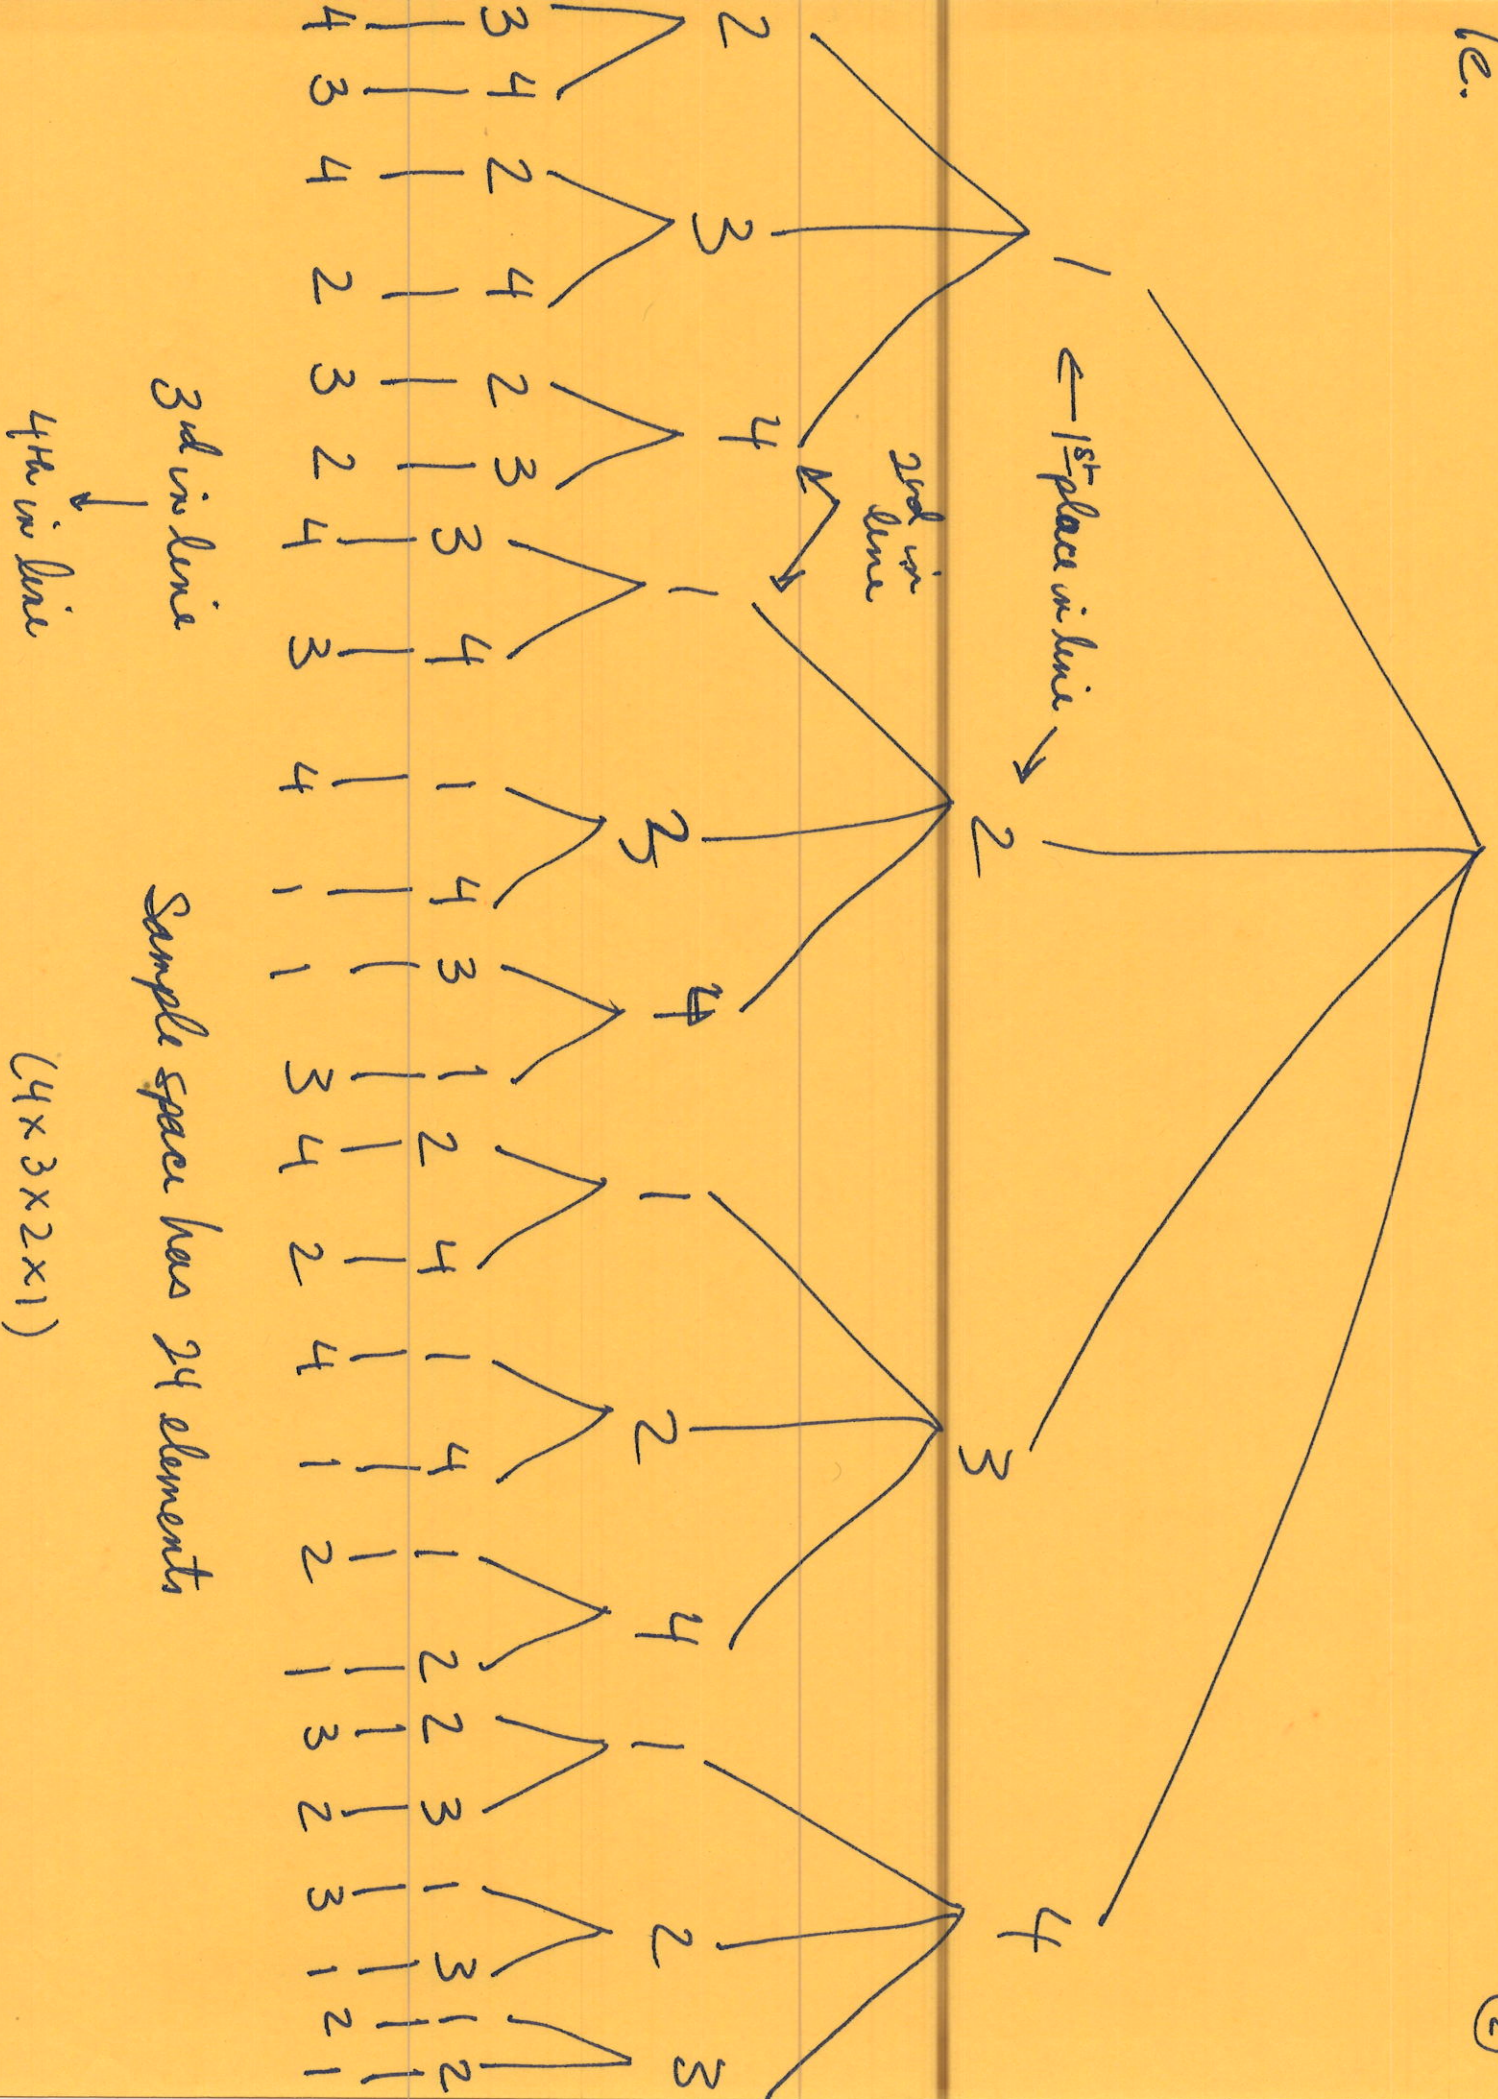 1e.
1 ← 1st place in line → 2 3 4
2nd in
line
2 3 4 1 3 4 1 2 4 1 2 3
3 4 2 4 2 3 3 4 1 4 3 1 2 4 1 4 1 2 2 3 1 3 1 2
4 3 4 2 3 2 4 3 4 1 1 3 4 2 4 1 2 1 3 2 3 1 2 1
3rd in line Sample space has 24 elements
4th in line (4 x 3 x 2 x 1)